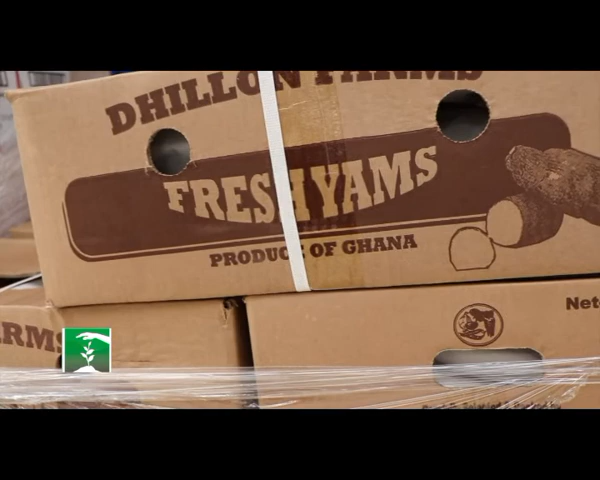 DHILLON FARMS
FRESH YAMS
PRODUCE OF GHANA
ARMS
Net